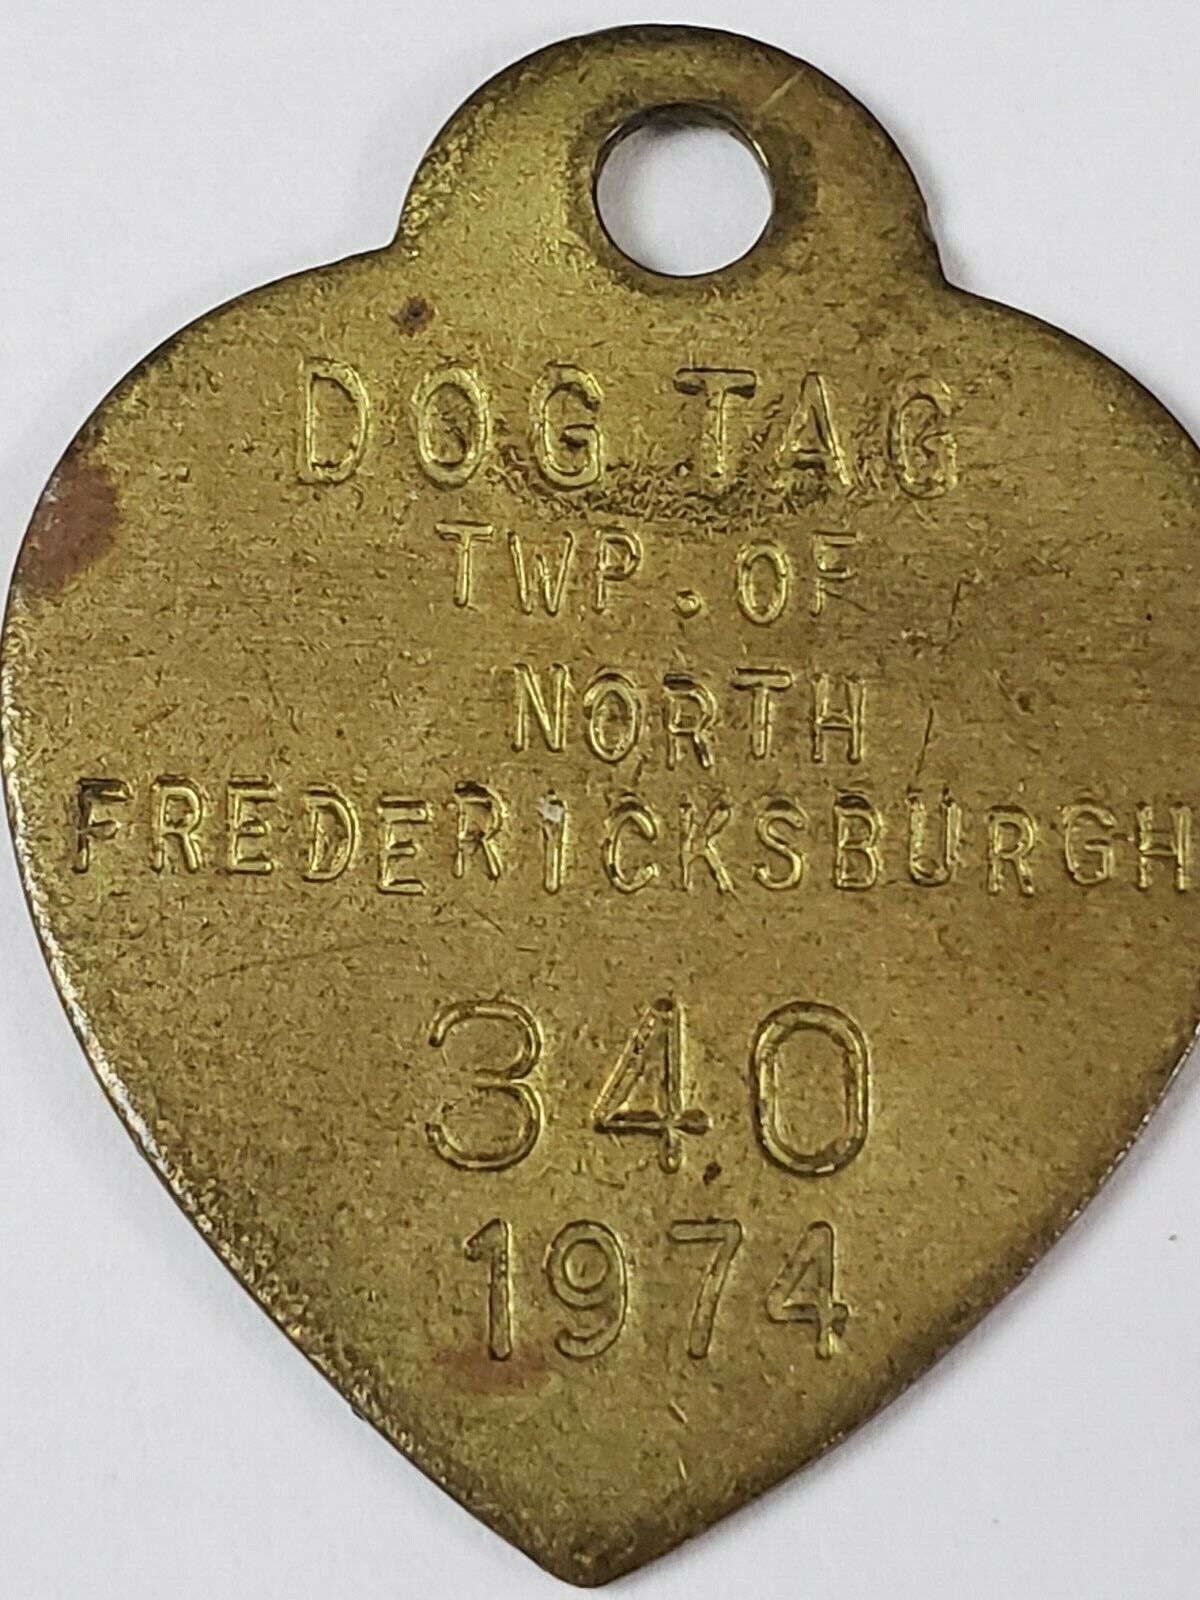 DOG TAG
TWP. OF
NORTH
FREDERICKSBURGH
340
1974